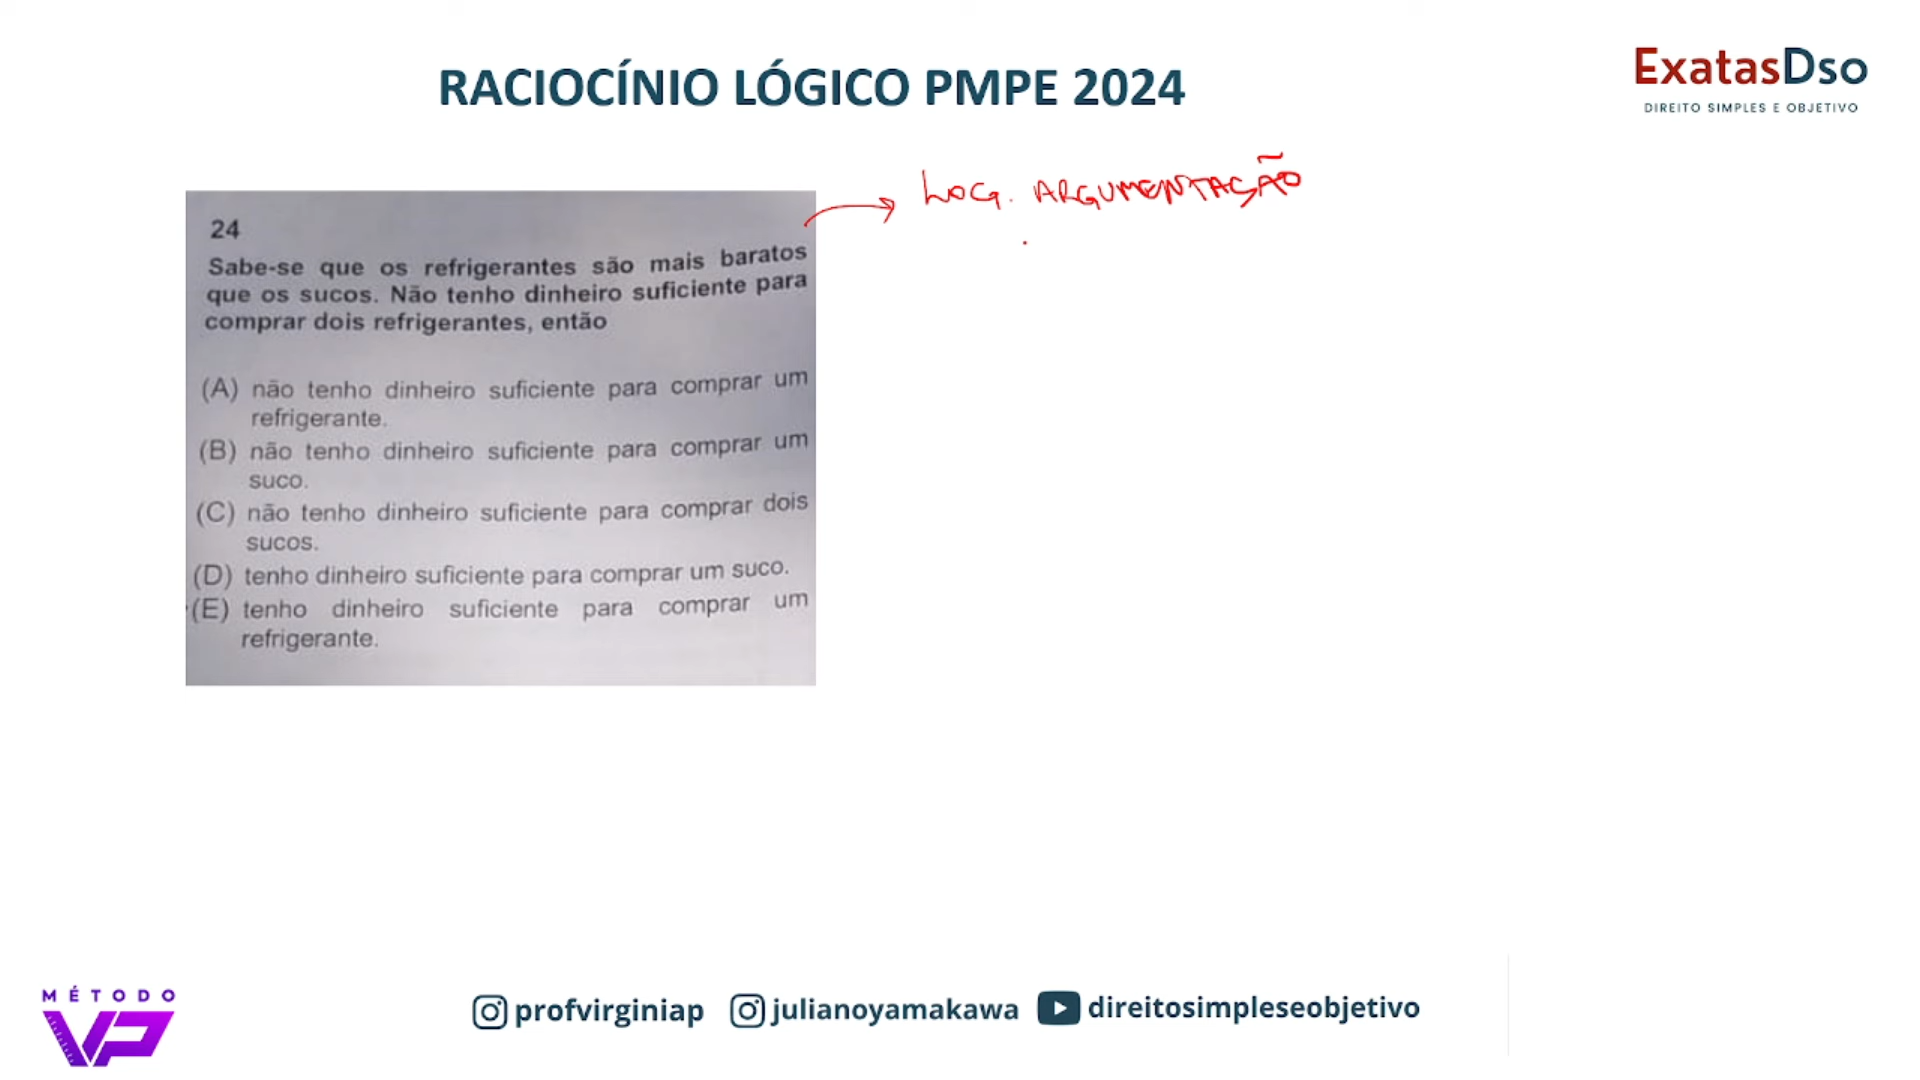 RACIOCÍNIO LÓGICO PMPE 2024
ExatasDso
DIREITO SIMPLES E OBJETIVO
LOG. ARGUMENTAÇÃO
24
Sabe-se que os refrigerantes são mais baratos
que os sucos. Não tenho dinheiro suficiente para
comprar dois refrigerantes, então
(A) não tenho dinheiro suficiente para comprar um
refrigerante.
(B) não tenho dinheiro suficiente para comprar um
suco.
(C) não tenho dinheiro suficiente para comprar dois
sucos.
(D) tenho dinheiro suficiente para comprar um suco.
(E) tenho dinheiro suficiente para comprar um
refrigerante.
MÉTODO
VP
profvirginiap julianoyamakawa direitosimpleseobjetivo